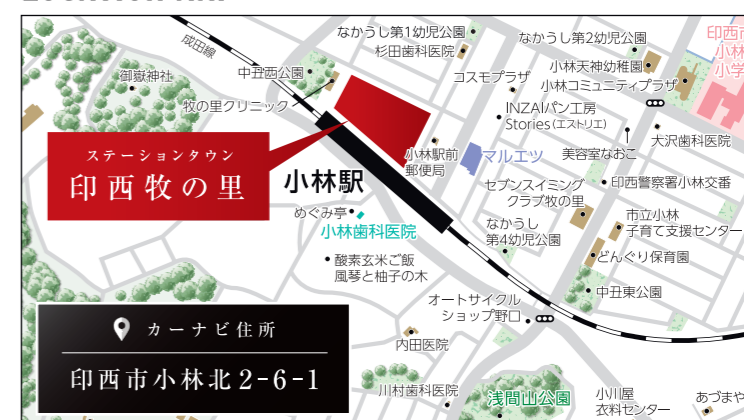 成田線
なかうし第1幼児公園
杉田歯科医院
なかうし第2幼児公園
小林天神幼稚園
小林コミュニティプラザ
御嶽神社
中丑西公園
コスモプラザ
牧の里クリニック
INZAIパン工房
Stories(エストリエ)
大沢歯科医院
ステーションタウン
印西牧の里
小林駅
小林駅前
郵便局
マルエツ
美容室なおこ
印西警察署小林交番
セブンスイミング
クラブ牧の里
めぐみ亭
小林歯科医院
なかうし
第4幼児公園
市立小林
子育て支援センター
どんぐり保育園
酸素玄米ご飯
風琴と柚子の木
中丑東公園
オートサイクル
ショップ野口
カーナビ住所
印西市小林北2-6-1
内田医院
川村歯科医院
浅間山公園
小川屋
衣料センター
あづまや